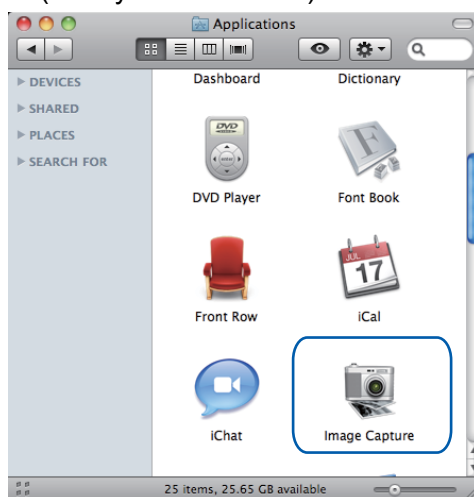 Applications
DEVICES
SHARED
PLACES
SEARCH FOR
Dashboard Dictionary
DVD
DVD Player Font Book
JUL
17
Front Row iCal
iChat Image Capture
25 items, 25.65 GB available